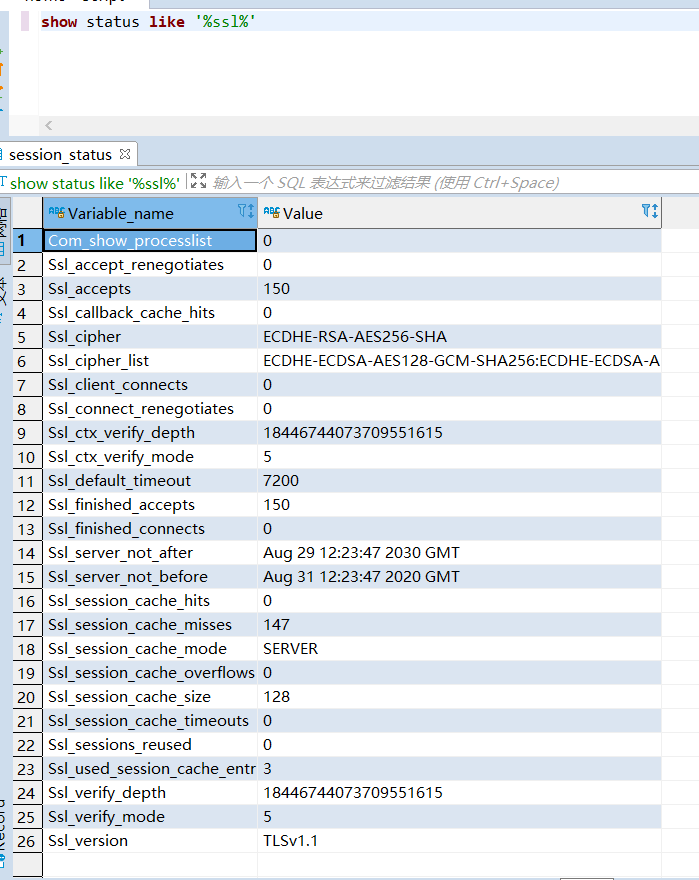 show status like '%ssl%'
session_status
show status like '%ssl%' 输入一个 SQL 表达式来过滤结果 (使用 Ctrl+Space)
Variable_name Value
1 Com_show_processlist 0
2 Ssl_accept_renegotiates 0
3 Ssl_accepts 150
4 Ssl_callback_cache_hits 0
5 Ssl_cipher ECDHE-RSA-AES256-SHA
6 Ssl_cipher_list ECDHE-ECDSA-AES128-GCM-SHA256:ECDHE-ECDSA-A
7 Ssl_client_connects 0
8 Ssl_connect_renegotiates 0
9 Ssl_ctx_verify_depth 18446744073709551615
10 Ssl_ctx_verify_mode 5
11 Ssl_default_timeout 7200
12 Ssl_finished_accepts 150
13 Ssl_finished_connects 0
14 Ssl_server_not_after Aug 29 12:23:47 2030 GMT
15 Ssl_server_not_before Aug 31 12:23:47 2020 GMT
16 Ssl_session_cache_hits 0
17 Ssl_session_cache_misses 147
18 Ssl_session_cache_mode SERVER
19 Ssl_session_cache_overflows 0
20 Ssl_session_cache_size 128
21 Ssl_session_cache_timeouts 0
22 Ssl_sessions_reused 0
23 Ssl_used_session_cache_entr 3
24 Ssl_verify_depth 18446744073709551615
25 Ssl_verify_mode 5
26 Ssl_version TLSv1.1